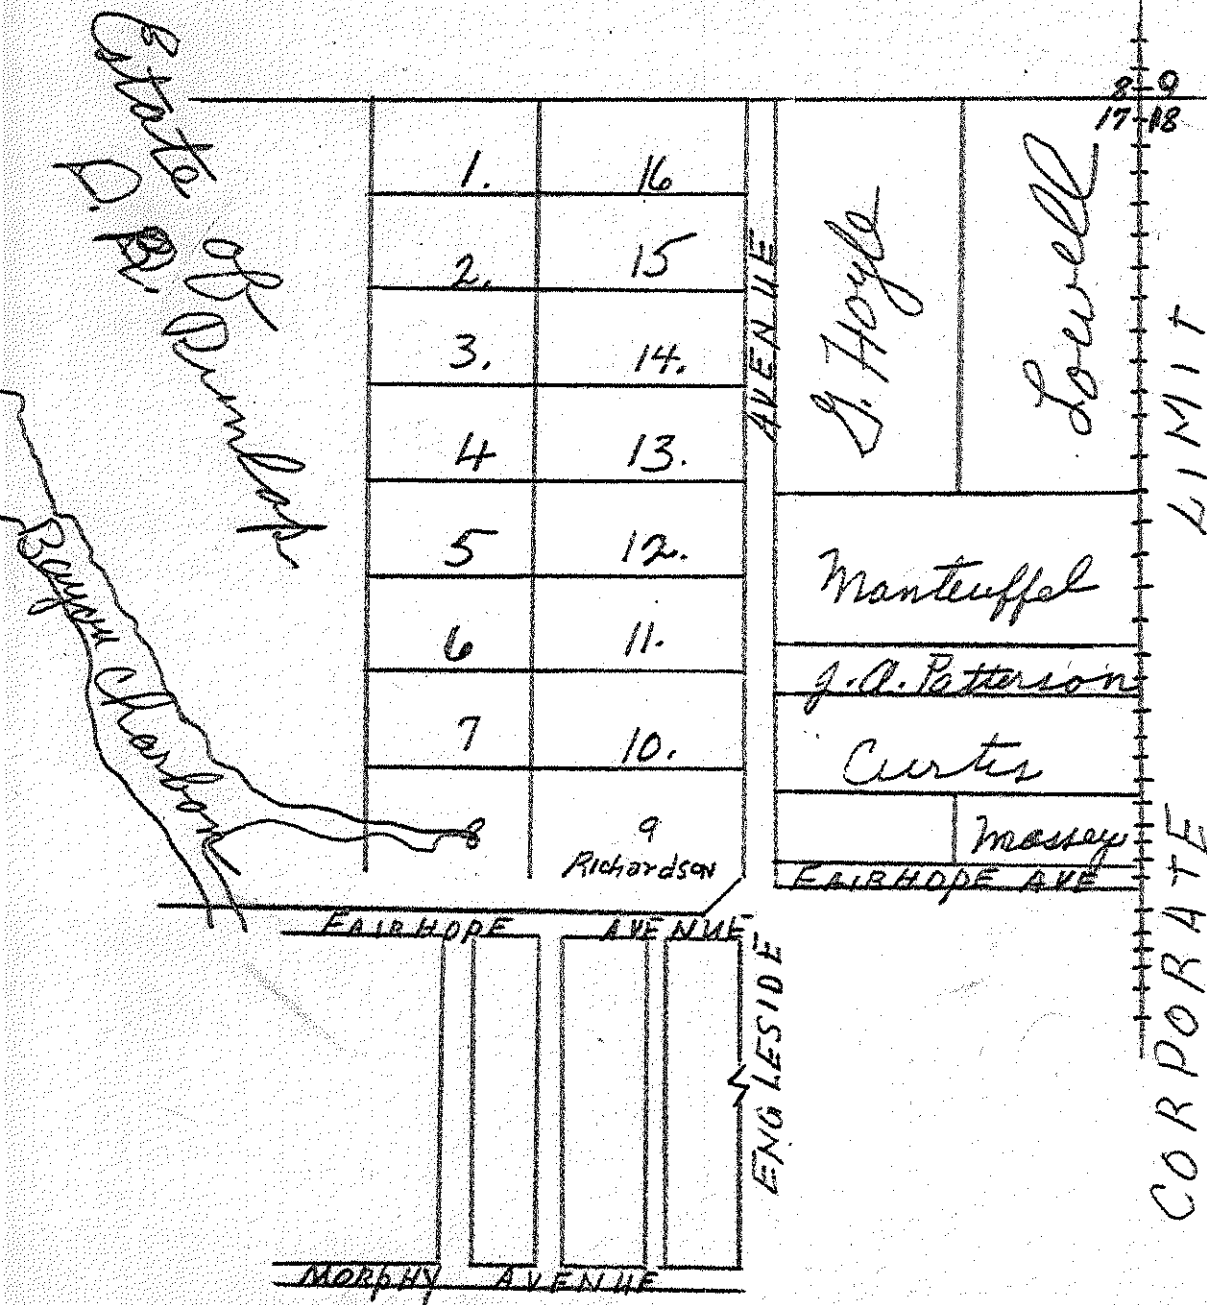 Estate
of
D. R. Dunlap
Bayou Charbon
8 9
17 18
1. 16
2. 15
3. 14.
4 13.
5 12.
6 11.
7 10.
8 9
Richardson
AVENUE
G. Hoyle
Lowell
Manteuffel
J. A. Patterson
Curtis
Mossey
FAIRHOPE AVE
FAIRHOPE AVENUE
ENGLESIDE
MORPHY AVENUE
CORPORATE LIMIT